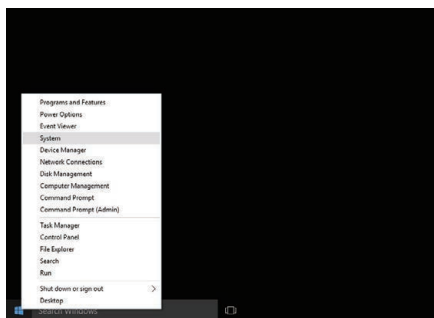 Programs and Features
Power Options
Event Viewer
System
Device Manager
Network Connections
Disk Management
Computer Management
Command Prompt
Command Prompt (Admin)
Task Manager
Control Panel
File Explorer
Search
Run
Shut down or sign out
Desktop
Search Windows